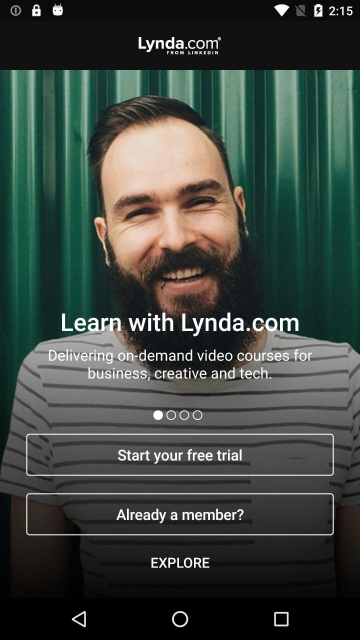 2:15
Lynda.com®
FROM LINKEDIN
Learn with Lynda.com
Delivering on-demand video courses for
business, creative and tech.
Start your free trial
Already a member?
EXPLORE